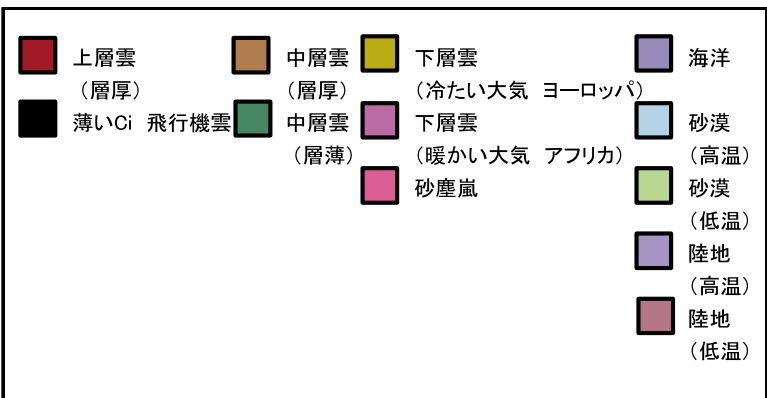 上層雲
（層厚）
薄いCi 飛行機雲
中層雲
（層厚）
中層雲
（層薄）
下層雲
（冷たい大気 ヨーロッパ）
下層雲
（暖かい大気 アフリカ）
砂塵嵐
海洋
砂漠
（高温）
砂漠
（低温）
陸地
（高温）
陸地
（低温）